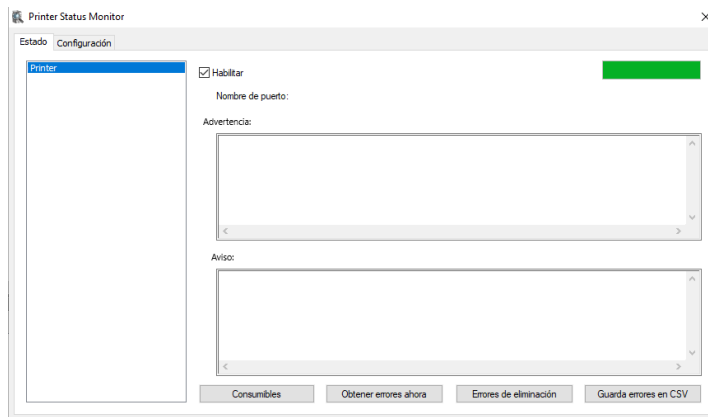 Printer Status Monitor
Estado Configuración
Printer
Habilitar
Nombre de puerto:
Advertencia:
Aviso:
Consumibles Obtener errores ahora Errores de eliminación Guarda errores en CSV